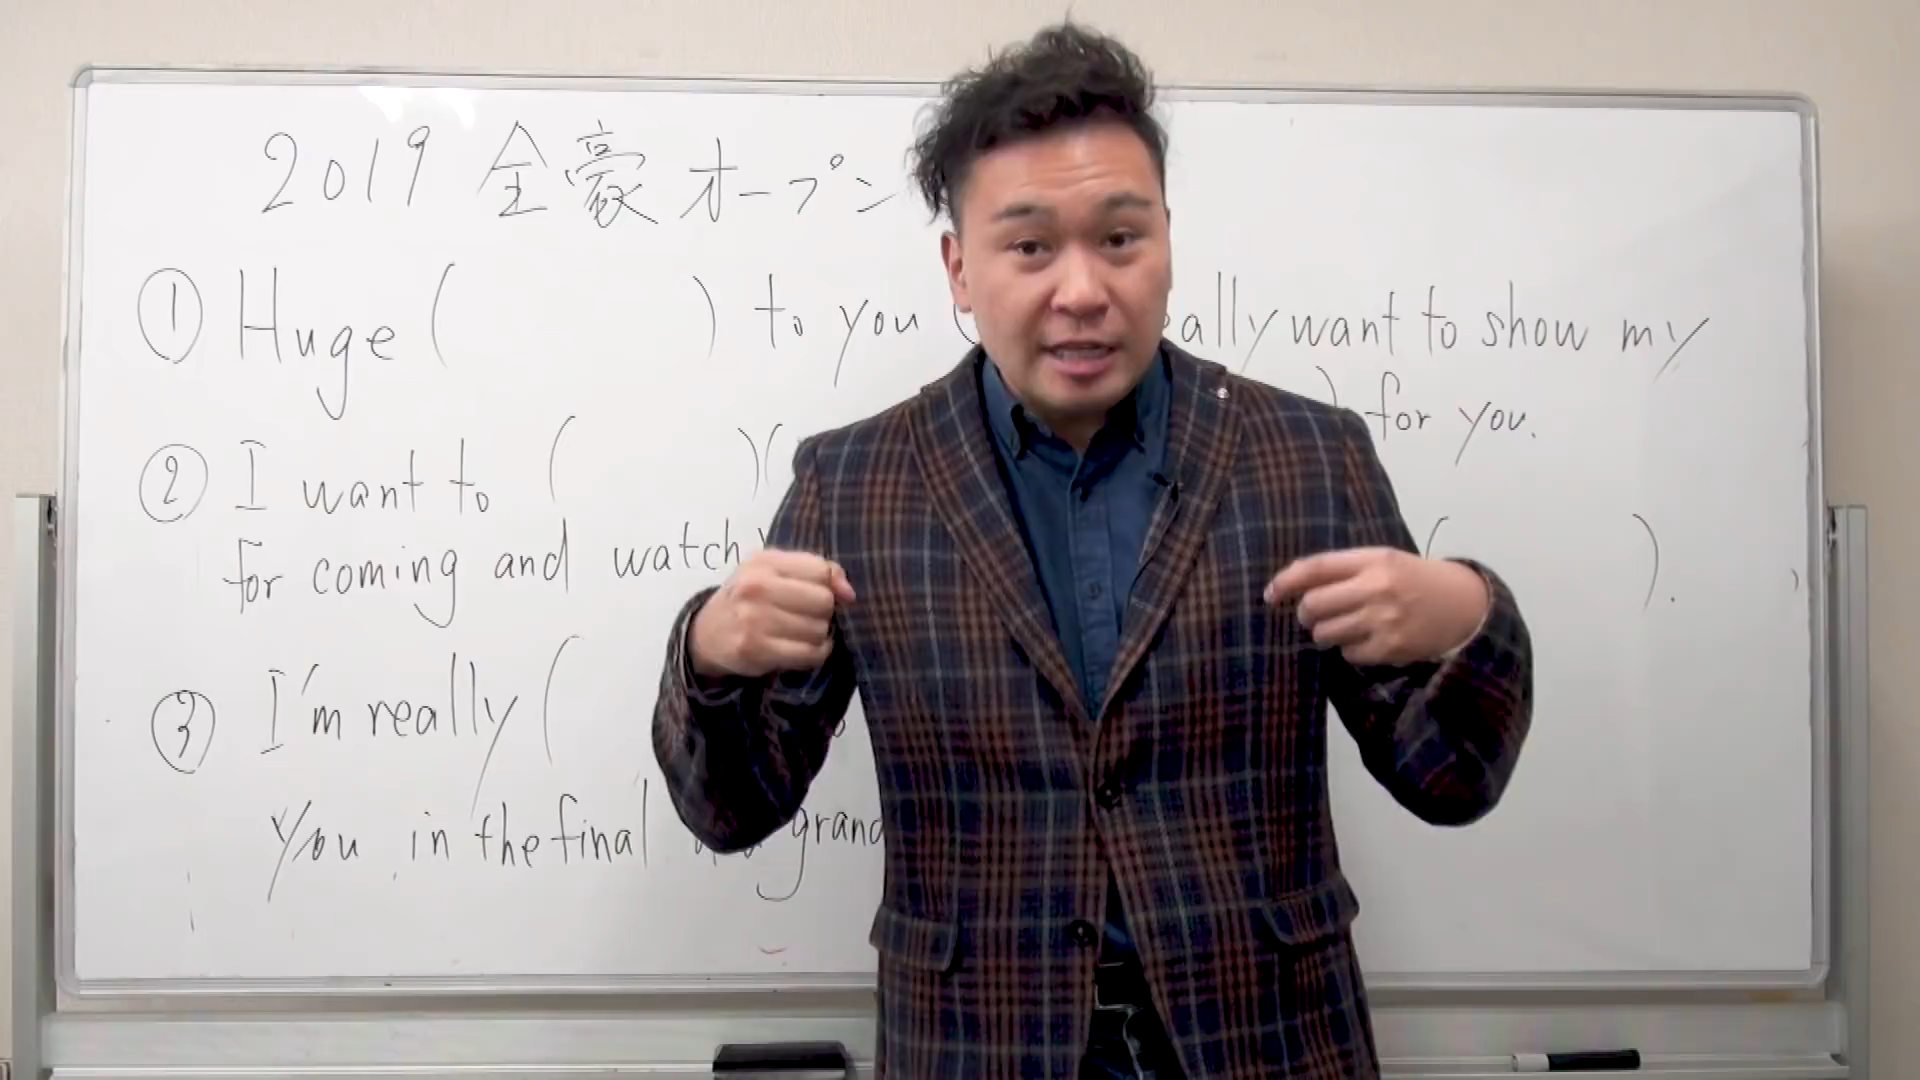 2019 全豪オープン
① Huge ( ) to you ( ally want to show my
) for you.
② I want to ( )(
for coming and watch ( ).
③ I'm really (
You in the final grand